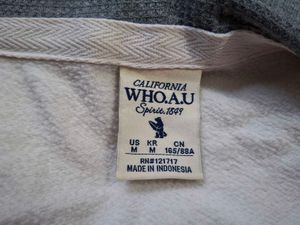 CALIFORNIA
WHO.A.U
Spirit, 1849
US KR CN
M M 165/88A
RN#121717
MADE IN INDONESIA